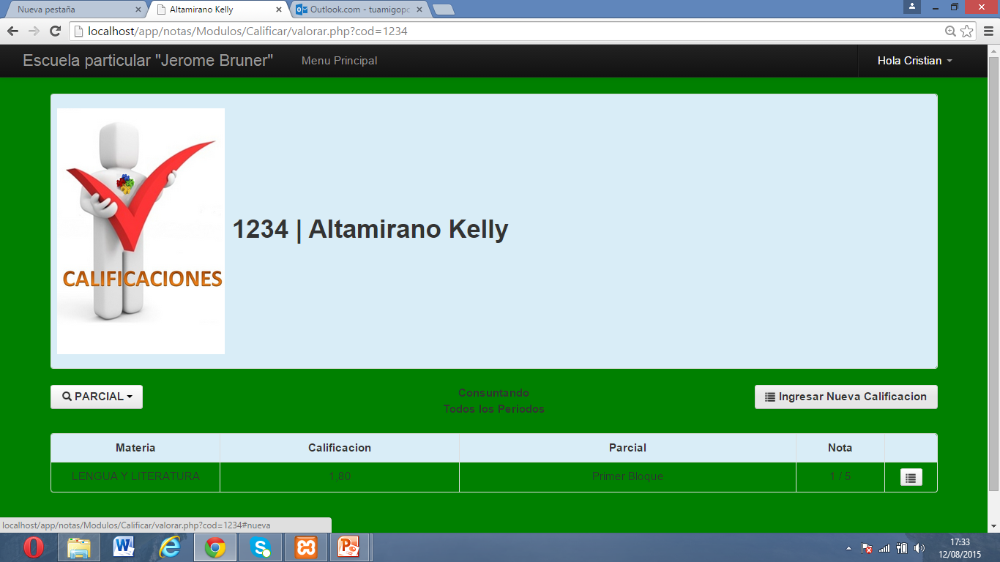 Nueva pestaña
Altamirano Kelly
Outlook.com - tuamigopc
localhost/app/notas/Modulos/Calificar/valorar.php?cod=1234
Escuela particular "Jerome Bruner"
Menu Principal
Hola Cristian
1234 | Altamirano Kelly
CALIFICACIONES
PARCIAL
Consuntando
Todos los Periodos
Ingresar Nueva Calificacion
Materia Calificacion Parcial Nota
LENGUA Y LITERATURA 1,80 Primer Bloque 1 / 5
localhost/app/notas/Modulos/Calificar/valorar.php?cod=1234#nueva
17:33
12/08/2015